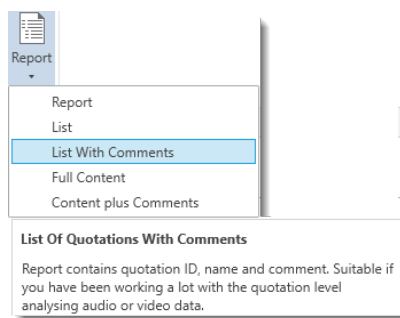 Report
Report
List
List With Comments
Full Content
Content plus Comments
List Of Quotations With Comments
Report contains quotation ID, name and comment. Suitable if
you have been working a lot with the quotation level
analysing audio or video data.